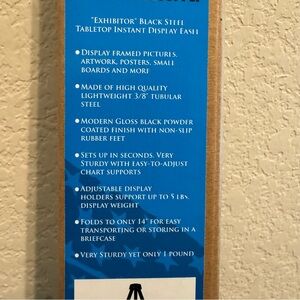 "Exhibitor" Black Steel
Tabletop Instant Display Easel
• Display framed pictures,
artwork, posters, small
boards and more
• Made of high quality
lightweight 3/8" tubular
steel
• Modern Gloss black powder
coated finish with non-slip
rubber feet
• Sets up in seconds. Very
Sturdy with easy-to-adjust
chart supports
• Adjustable display
holders support up to 5 lbs.
display weight
• Folds to only 14" for easy
transporting or storing in a
briefcase
• Very Sturdy yet only 1 pound